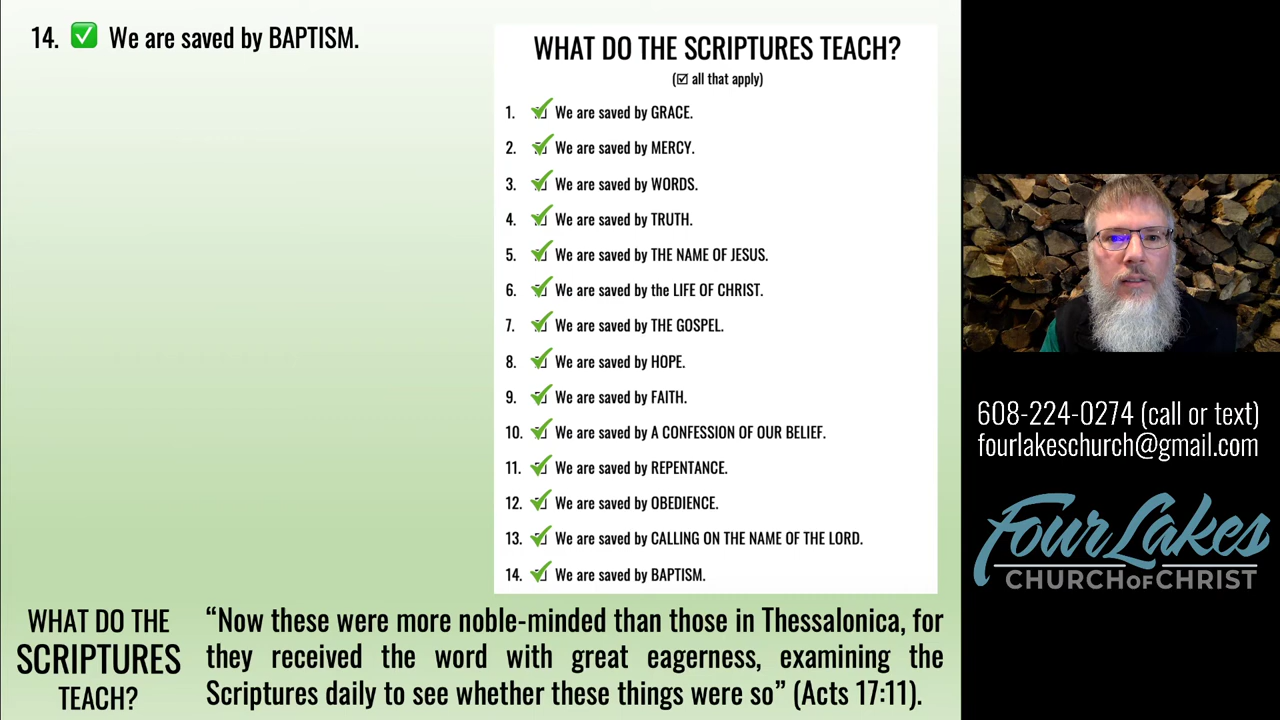 14. ✅ We are saved by BAPTISM.
WHAT DO THE SCRIPTURES TEACH?
(☑ all that apply)
1. We are saved by GRACE.
2. We are saved by MERCY.
3. We are saved by WORDS.
4. We are saved by TRUTH.
5. We are saved by THE NAME OF JESUS.
6. We are saved by the LIFE OF CHRIST.
7. We are saved by THE GOSPEL.
8. We are saved by HOPE.
9. We are saved by FAITH.
10. We are saved by A CONFESSION OF OUR BELIEF.
11. We are saved by REPENTANCE.
12. We are saved by OBEDIENCE.
13. We are saved by CALLING ON THE NAME OF THE LORD.
14. We are saved by BAPTISM.
WHAT DO THE
SCRIPTURES
TEACH?
“Now these were more noble-minded than those in Thessalonica, for
they received the word with great eagerness, examining the
Scriptures daily to see whether these things were so” (Acts 17:11).
608-224-0274 (call or text)
fourlakeschurch@gmail.com
Four Lakes
CHURCH OF CHRIST